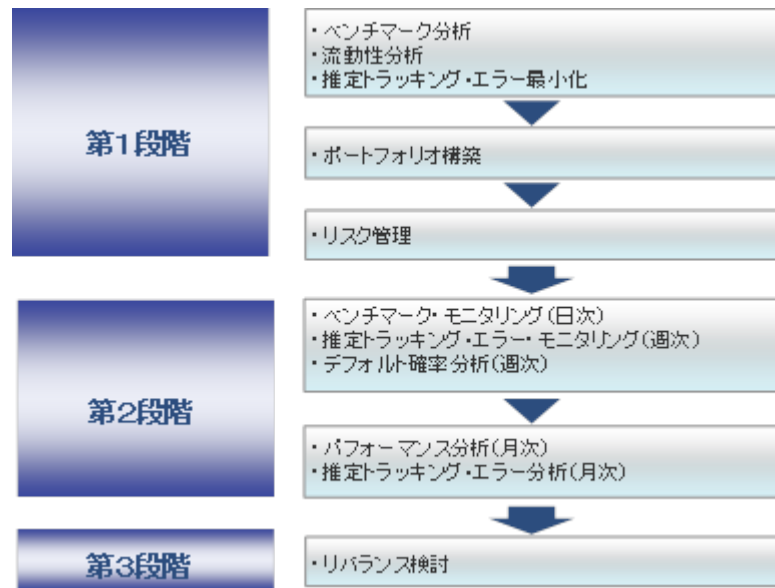 第1段階
・ベンチマーク分析
・流動性分析
・推定トラッキング・エラー最小化
・ポートフォリオ構築
・リスク管理
第2段階
・ベンチマーク・モニタリング(日次)
・推定トラッキング・エラー・モニタリング(週次)
・デフォルト確率分析(週次)
・パフォーマンス分析(月次)
・推定トラッキング・エラー分析(月次)
第3段階
・リバランス検討